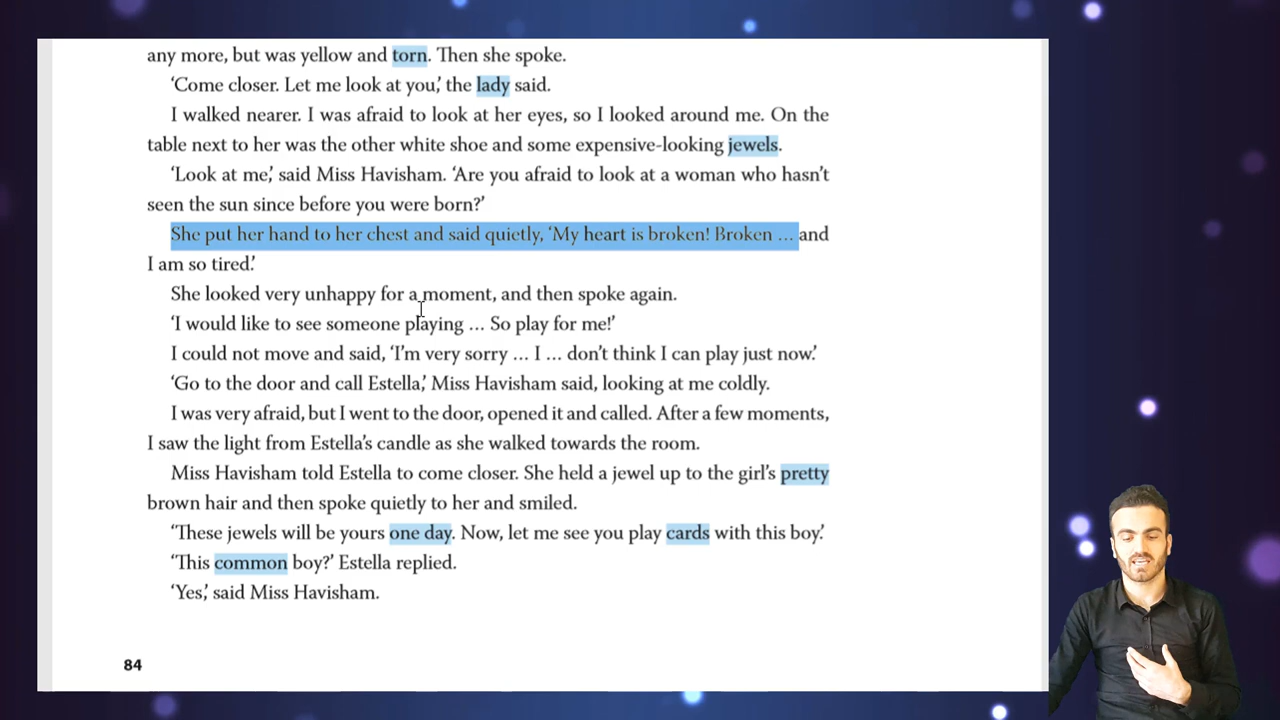 any more, but was yellow and torn. Then she spoke.
‘Come closer. Let me look at you,’ the lady said.
I walked nearer. I was afraid to look at her eyes, so I looked around me. On the
table next to her was the other white shoe and some expensive-looking jewels.
‘Look at me,’ said Miss Havisham. ‘Are you afraid to look at a woman who hasn’t
seen the sun since before you were born?’
She put her hand to her chest and said quietly, ‘My heart is broken! Broken … and
I am so tired.’
She looked very unhappy for a moment, and then spoke again.
‘I would like to see someone playing … So play for me!’
I could not move and said, ‘I’m very sorry … I … don’t think I can play just now.’
‘Go to the door and call Estella,’ Miss Havisham said, looking at me coldly.
I was very afraid, but I went to the door, opened it and called. After a few moments,
I saw the light from Estella’s candle as she walked towards the room.
Miss Havisham told Estella to come closer. She held a jewel up to the girl’s pretty
brown hair and then spoke quietly to her and smiled.
‘These jewels will be yours one day. Now, let me see you play cards with this boy.’
‘This common boy?’ Estella replied.
‘Yes,’ said Miss Havisham.
84